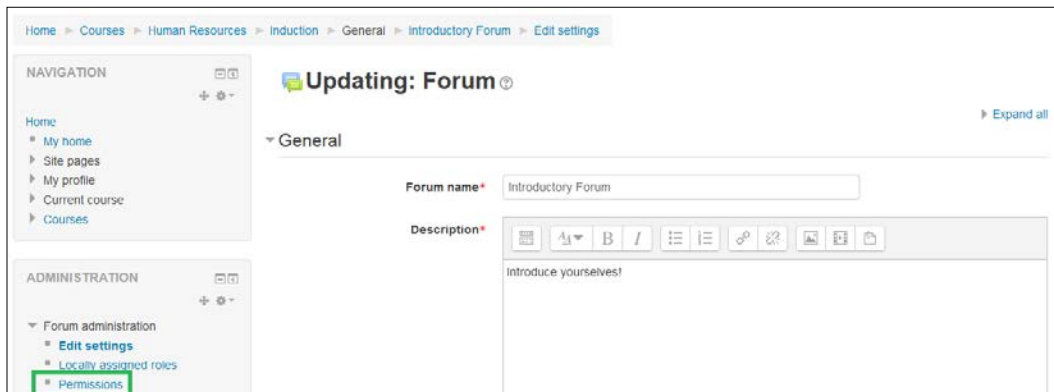 Home Courses Human Resources Induction General Introductory Forum Edit settings
NAVIGATION
Home
My home
Site pages
My profile
Current course
Courses
ADMINISTRATION
Forum administration
Edit settings
Locally assigned roles
Permissions
Updating: Forum
Expand all
General
Forum name*
Introductory Forum
Description*
B I
Introduce yourselves!